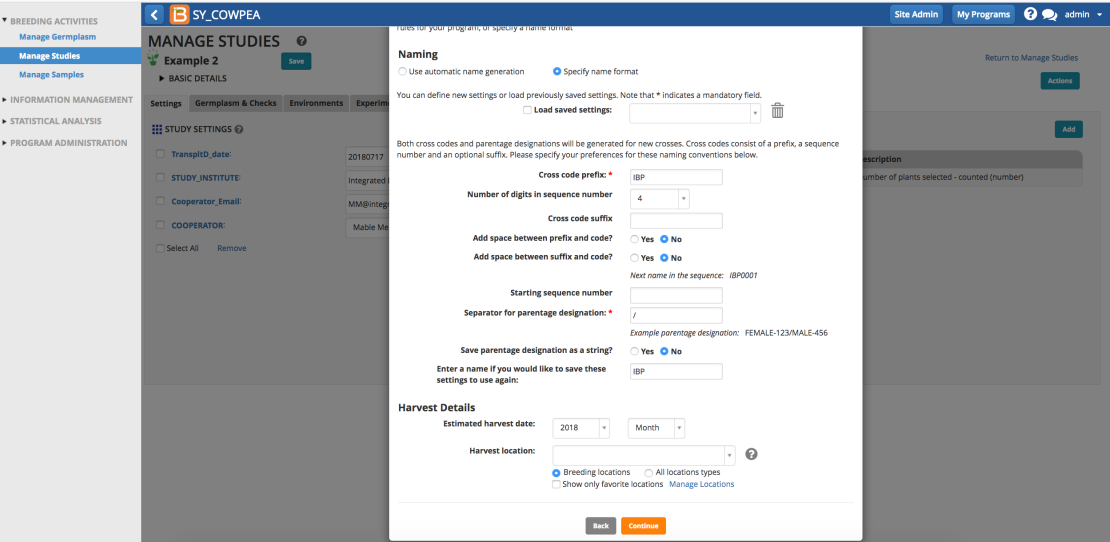 BREEDING ACTIVITIES
Manage Germplasm
Manage Studies
Manage Samples
INFORMATION MANAGEMENT
STATISTICAL ANALYSIS
PROGRAM ADMINISTRATION
SY_COWPEA
Site Admin
My Programs
admin
MANAGE STUDIES
Example 2
Save
BASIC DETAILS
Return to Manage Studies
Actions
Settings
Germplasm & Checks
Environments
STUDY SETTINGS
Add
TranspltD_date:
20180717
STUDY_INSTITUTE:
Integrated
Cooperator_Email:
COOPERATOR:
Mable
Select All
Remove
selected - counted (number)
rules for your program, or specify a name format
Naming
Use automatic name generation
Specify name format
You can define new settings or load previously saved settings. Note that * indicates a mandatory field.
Load saved settings:
Both cross codes and parentage designations will be generated for new crosses. Cross codes consist of a prefix, a sequence
number and an optional suffix. Please specify your preferences for these naming conventions below.
Cross code prefix: *
IBP
Number of digits in sequence number
4
Cross code suffix
Add space between prefix and code?
Yes
No
Add space between suffix and code?
Yes
No
Next name in the sequence: IBP0001
Starting sequence number
Separator for parentage designation: *
/
Example parentage designation: FEMALE-123/MALE-456
Save parentage designation as a string?
Yes
No
Enter a name if you would like to save these
settings to use again:
IBP
Harvest Details
Estimated harvest date:
2018
Month
Harvest location:
Breeding locations
All locations types
Show only favorite locations
Manage Locations
Back
Continue